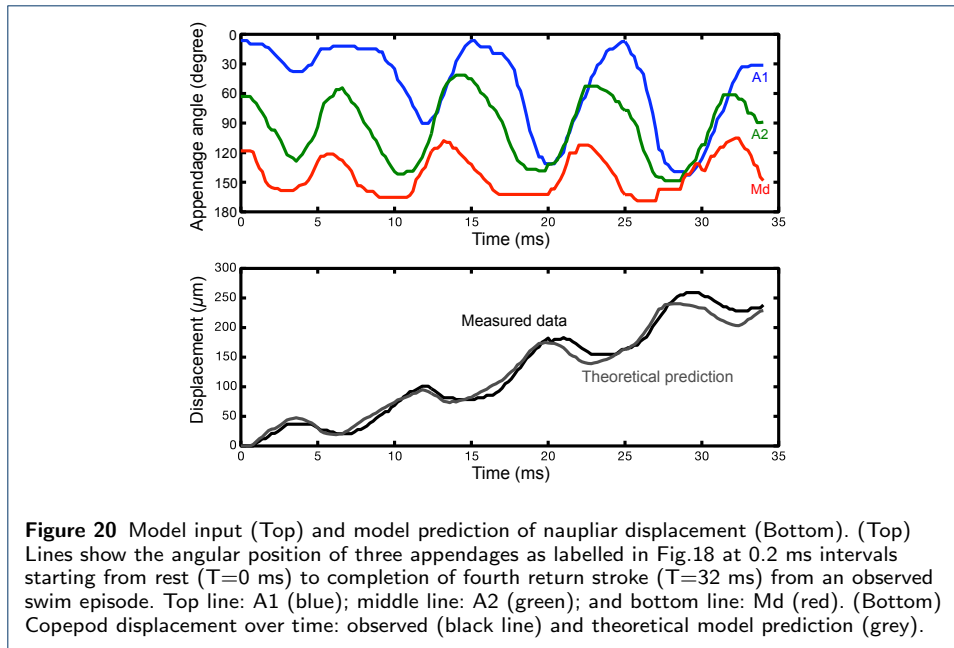 Appendage angle (degree)
0
30
60
90
120
150
180
A1
A2
Md
0 5 10 15 20 25 30 35
Time (ms)
Displacement (µm)
300
250
200
150
100
50
0
Measured data
Theoretical prediction
0 5 10 15 20 25 30 35
Time (ms)
Figure 20 Model input (Top) and model prediction of naupliar displacement (Bottom). (Top)
Lines show the angular position of three appendages as labelled in Fig.18 at 0.2 ms intervals
starting from rest (T=0 ms) to completion of fourth return stroke (T=32 ms) from an observed
swim episode. Top line: A1 (blue); middle line: A2 (green); and bottom line: Md (red). (Bottom)
Copepod displacement over time: observed (black line) and theoretical model prediction (grey).